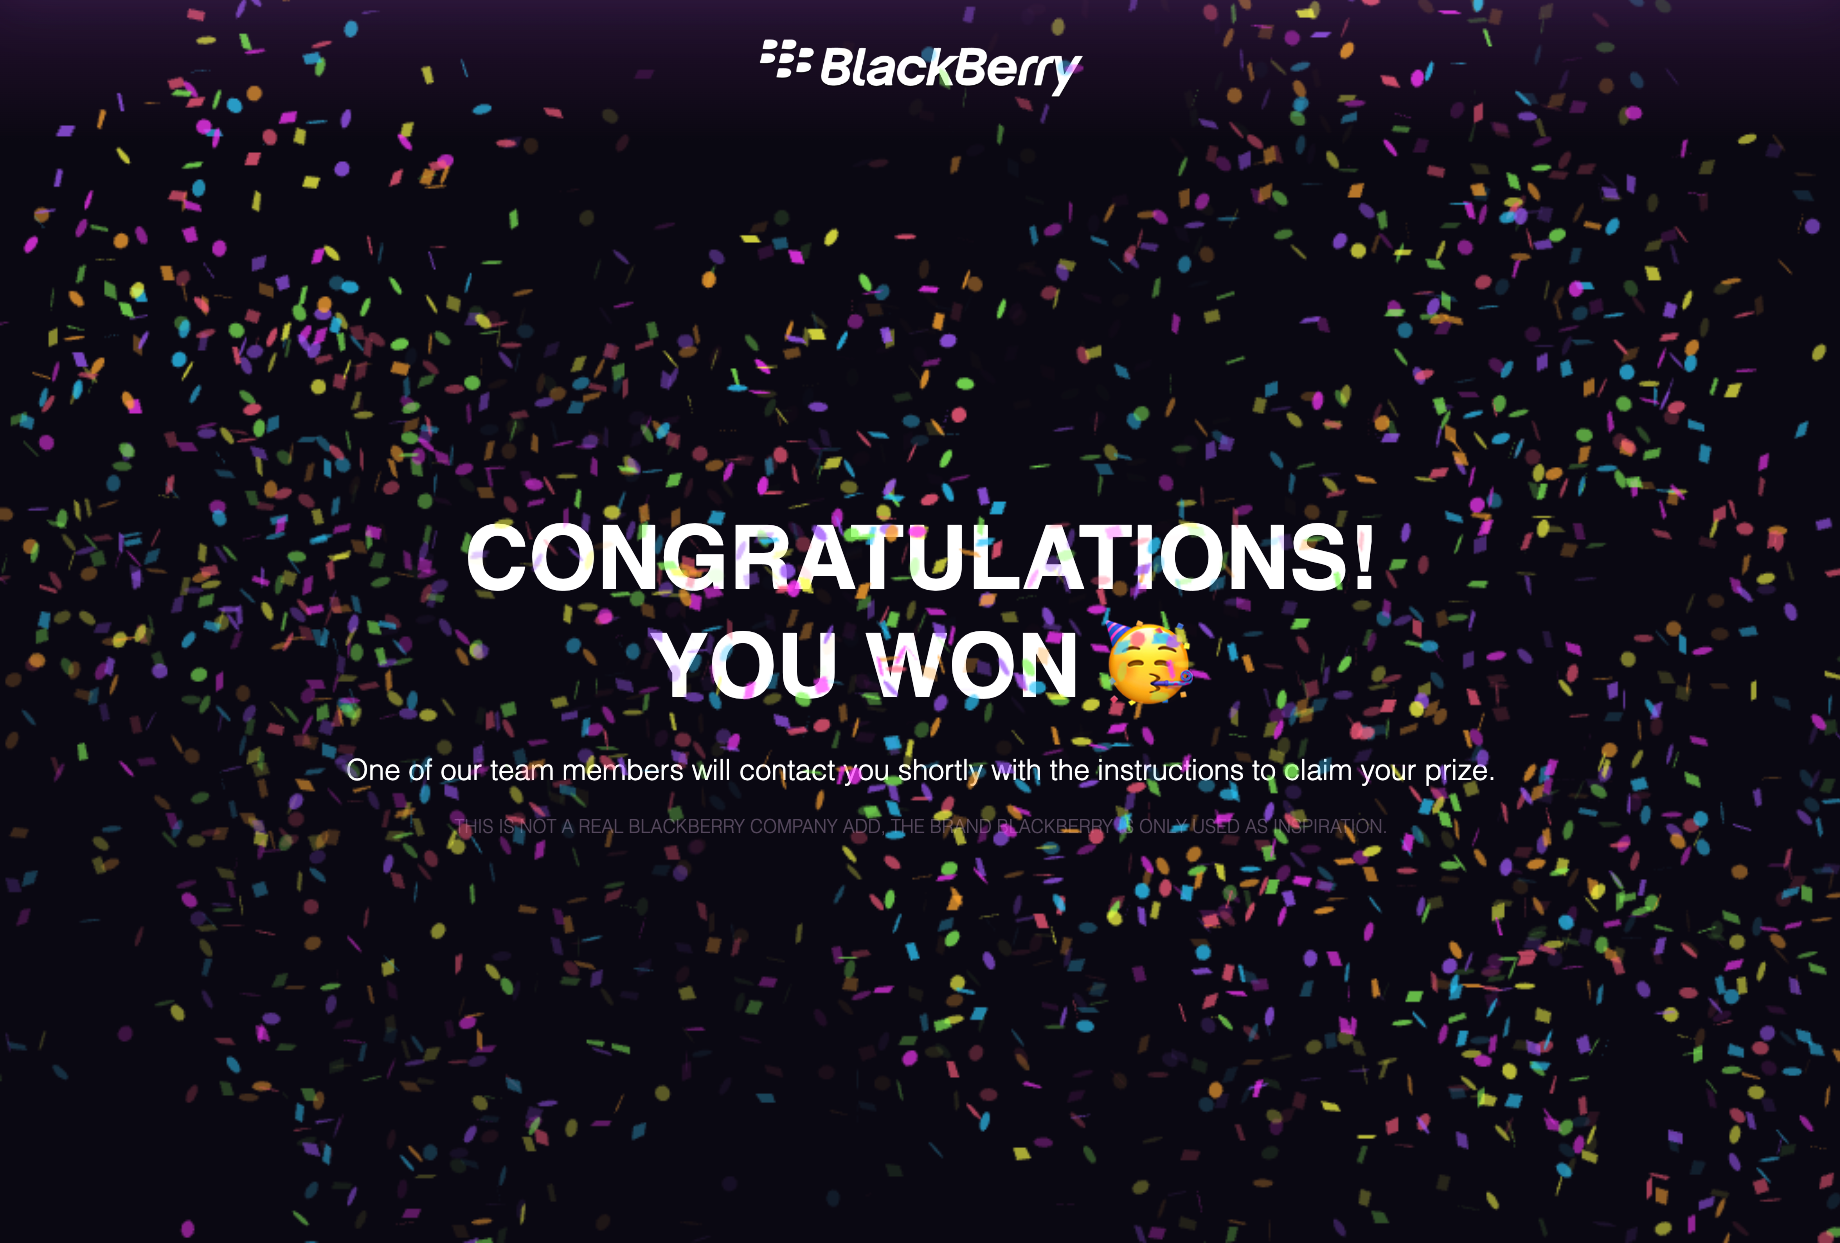 BlackBerry
CONGRATULATIONS!
YOU WON
One of our team members will contact you shortly with the instructions to claim your prize.
THIS IS NOT A REAL BLACKBERRY COMPANY ADD, THE BRAND BLACKBERRY IS ONLY USED AS INSPIRATION.